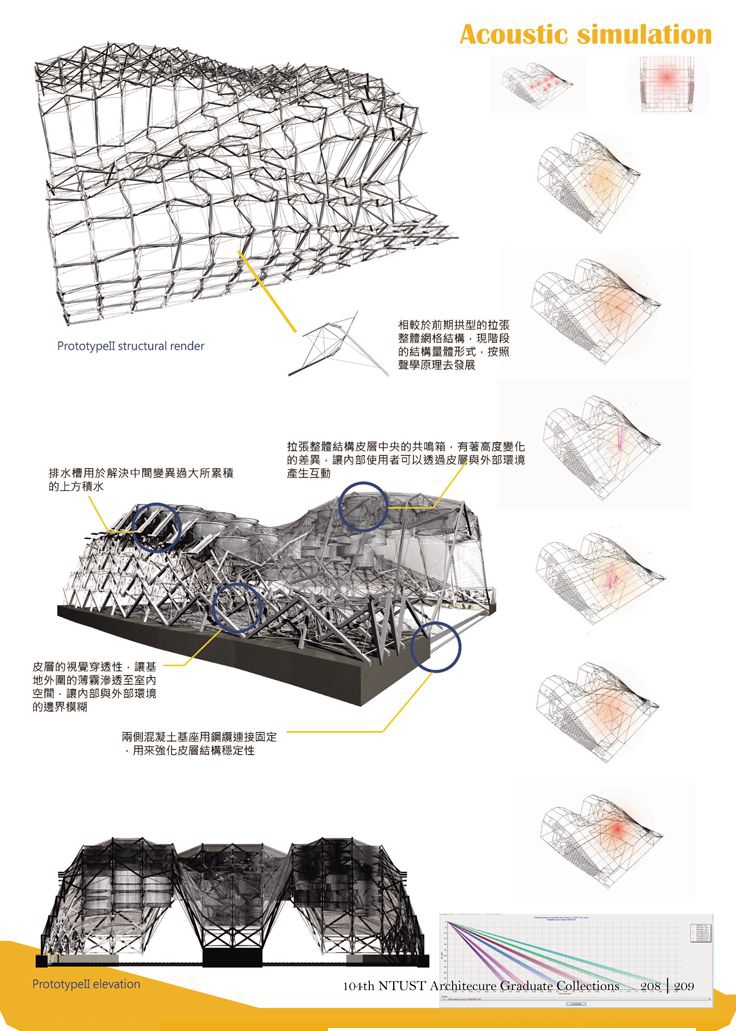 Acoustic simulation
PrototypeII structural render
相較於前期拱型的拉張
整體網格結構，現階段
的結構量體形式，按照
聲學原理去發展
拉張整體結構皮層中央的共鳴箱，有著高度變化
的差異，讓內部使用者可以透過皮層與外部環境
產生互動
排水槽用於解決中間變異過大所累積
的上方積水
皮層的視覺穿透性，讓基
地外圍的薄霧滲透至室內
空間，讓內部與外部環境
的邊界模糊
兩側混凝土基座用鋼纜連接固定
，用來強化皮層結構穩定性
PrototypeII elevation
104th NTUST Architecure Graduate Collections 208 | 209